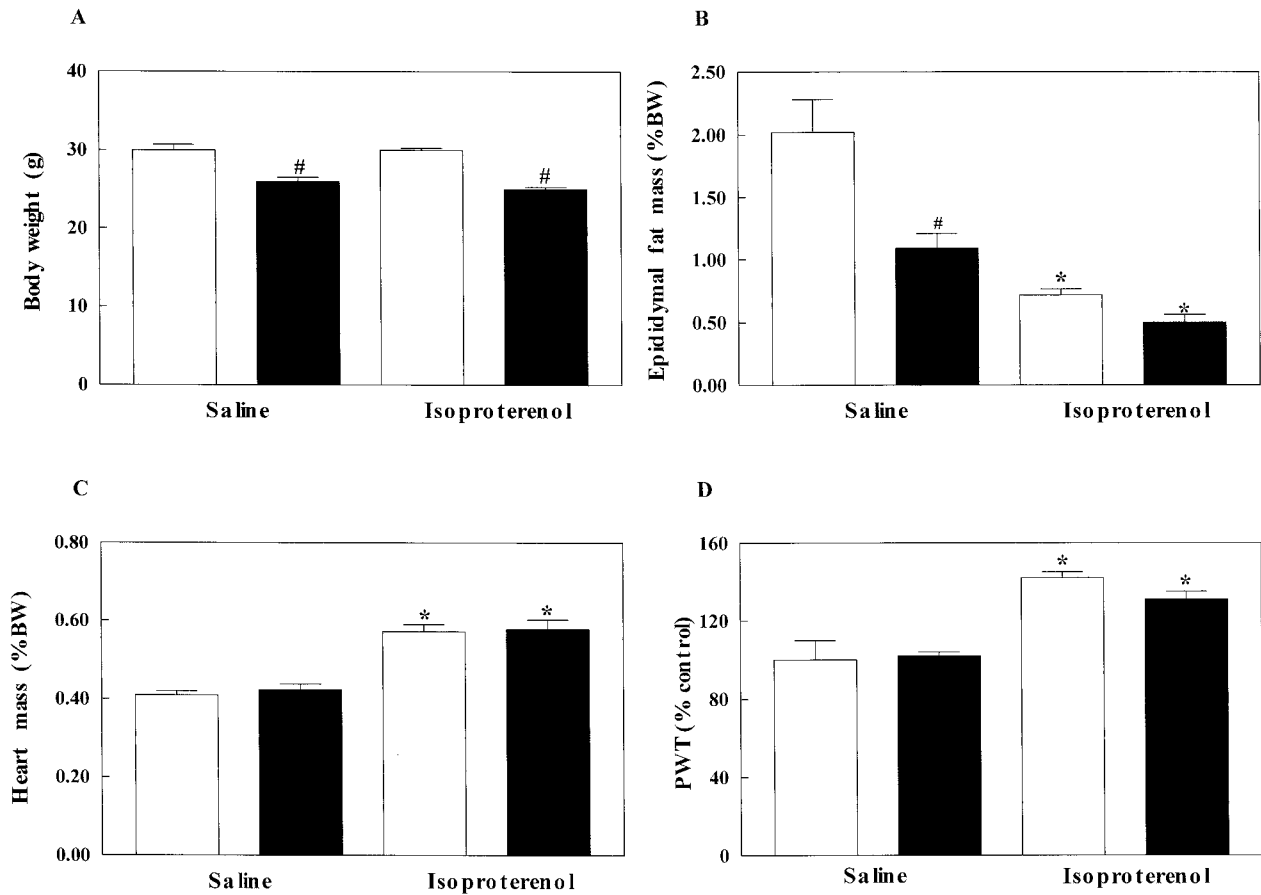 A
40
30
20
10
0
Body weight (g)
#
#
Saline Isoproterenol
B
2.50
2.00
1.50
1.00
0.50
0.00
Epididymal fat mass (%BW)
#
*
*
Saline Isoproterenol
C
0.80
0.60
0.40
0.20
0.00
Heart mass (%BW)
*
*
Saline Isoproterenol
D
160
120
80
40
0
PWT (% control)
*
*
Saline Isoproterenol